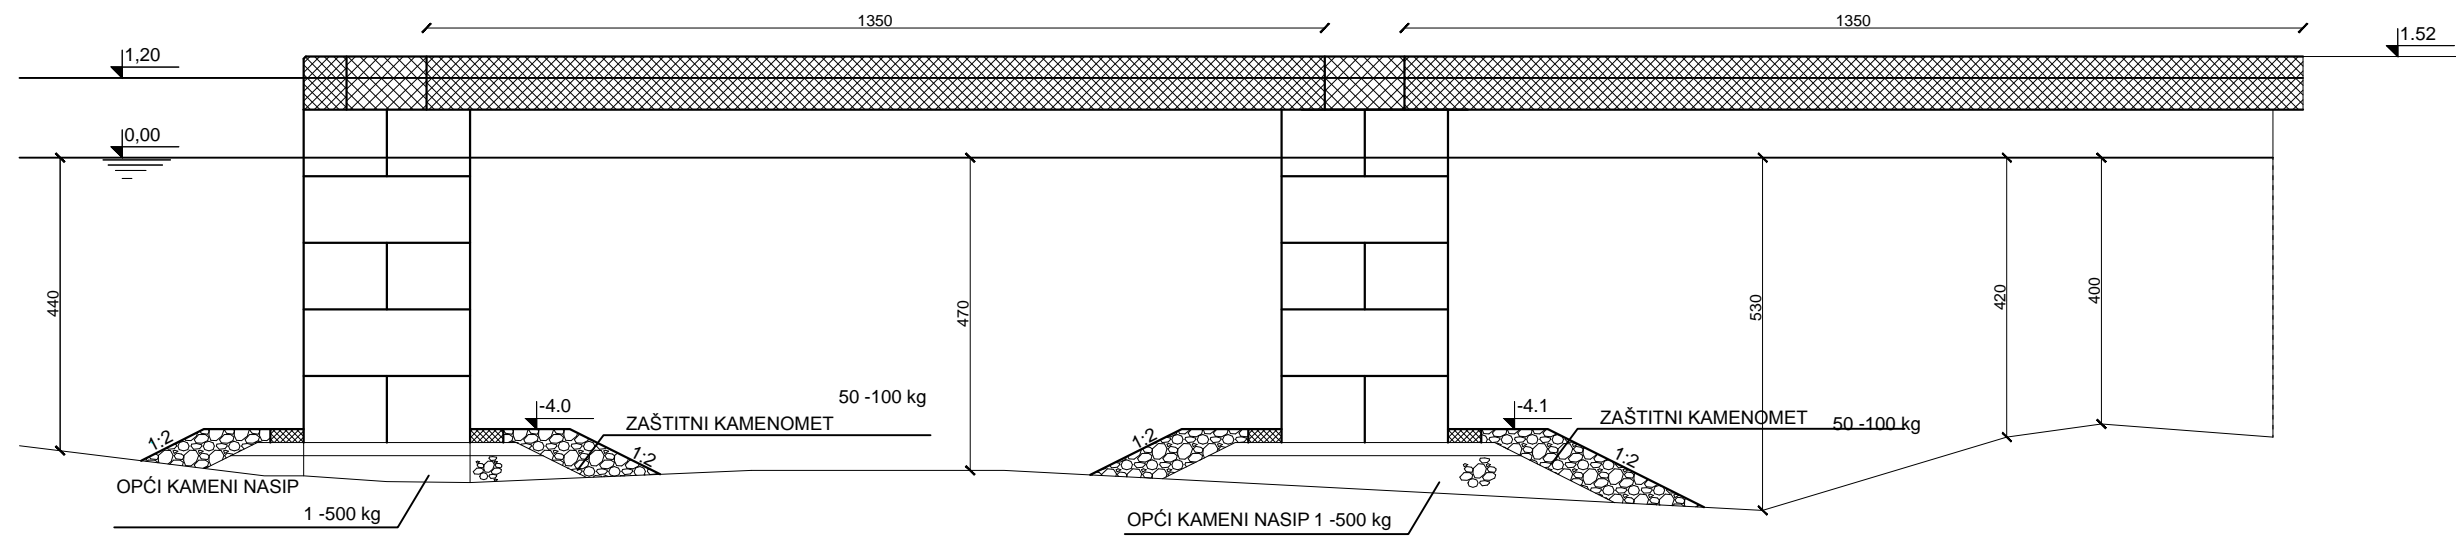 1350
1350
1.52
1,20
0,00
440
470
530
420
400
-4.0
50 -100 kg
ZAŠTITNI KAMENOMET
1:2
1:2
-4.1
ZAŠTITNI KAMENOMET
50 -100 kg
1:2
1:2
OPĆI KAMENI NASIP
1 -500 kg
OPĆI KAMENI NASIP 1 -500 kg